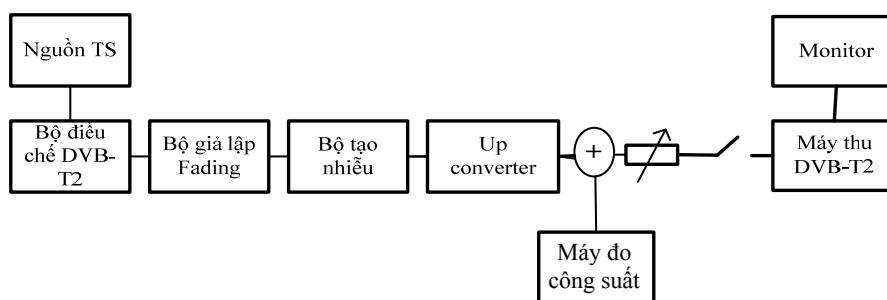 Nguồn TS
Monitor
Bộ điều
chế DVB-
T2
Bộ giả lập
Fading
Bộ tạo
nhiễu
Up
converter
+
Máy thu
DVB-T2
Máy đo
công suất